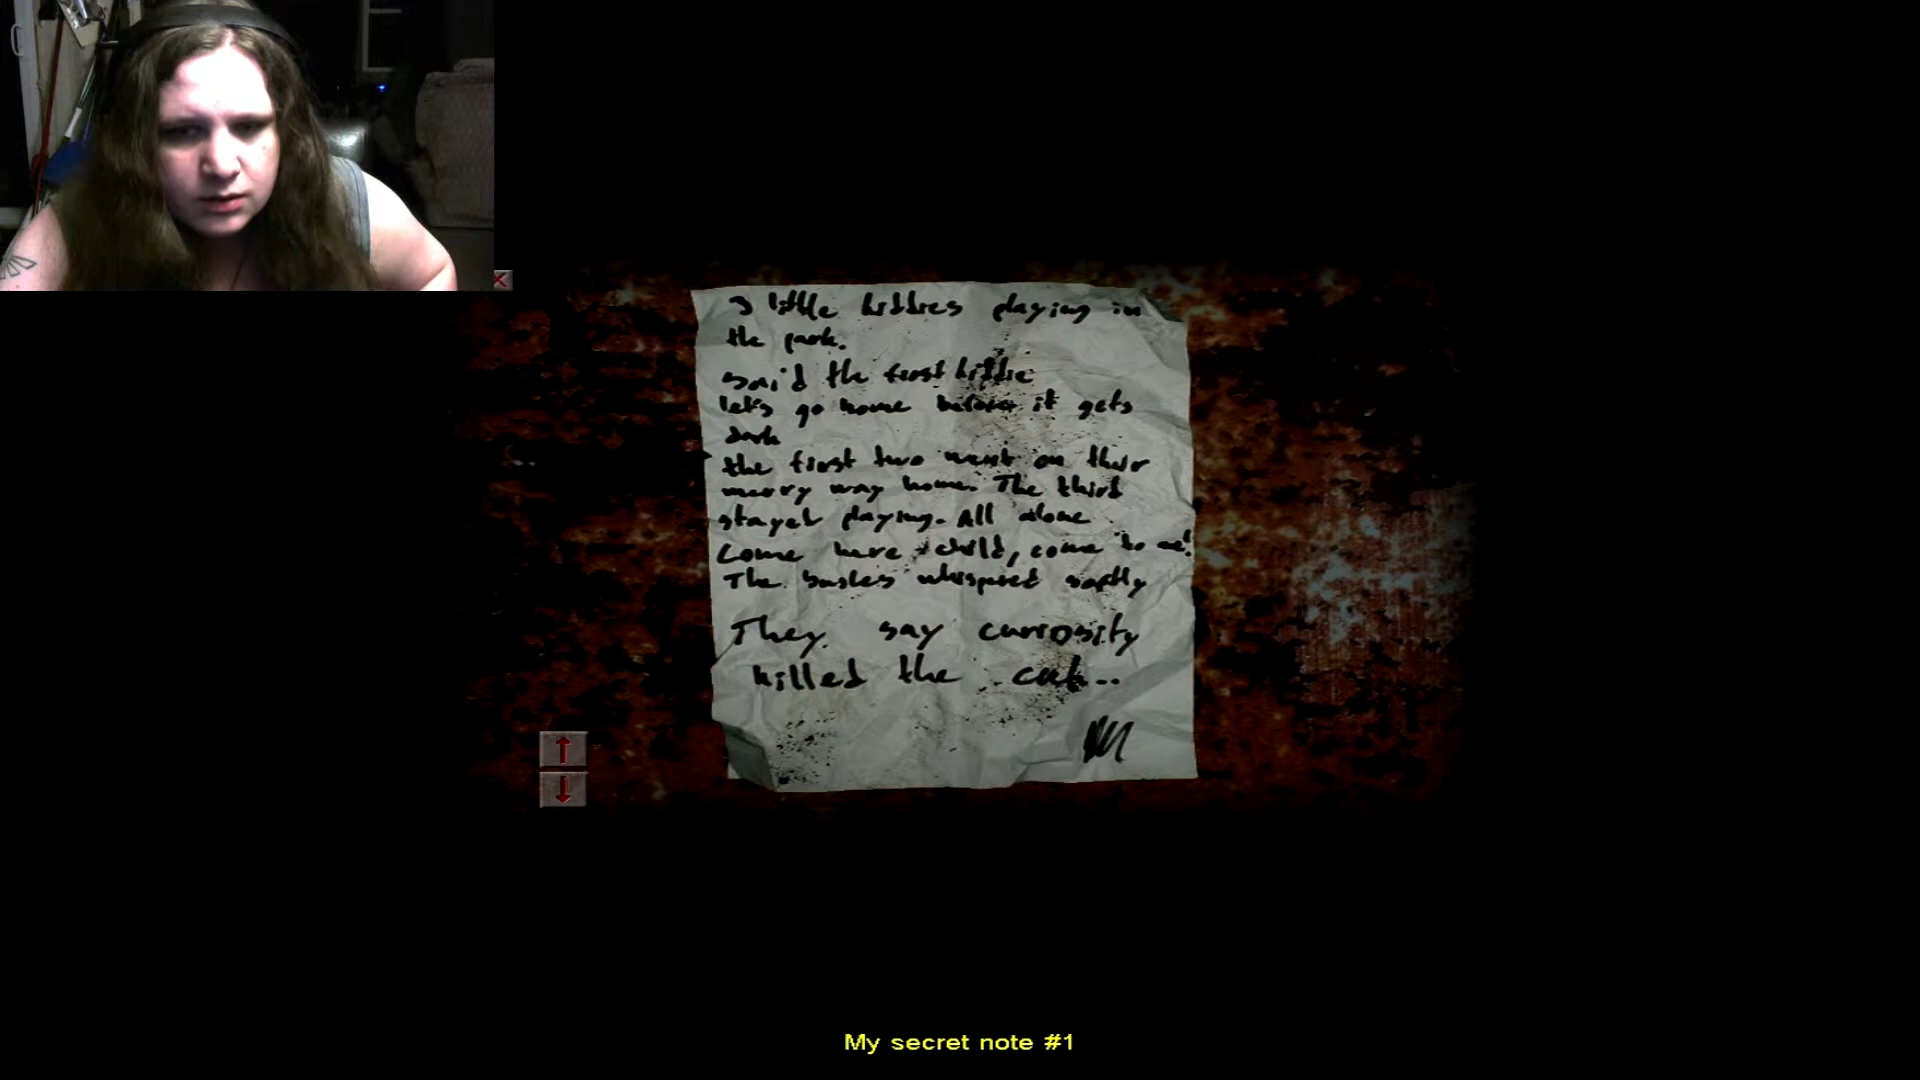 3 little kiddies playing in
the park.
said the first kiddie
let's go home before it gets
dark
the first two went on their
merry way home. The third
stayed playing. All alone
Come here child, come to me!
The bushes whispered softly
They say curiosity
killed the cat..
My secret note #1